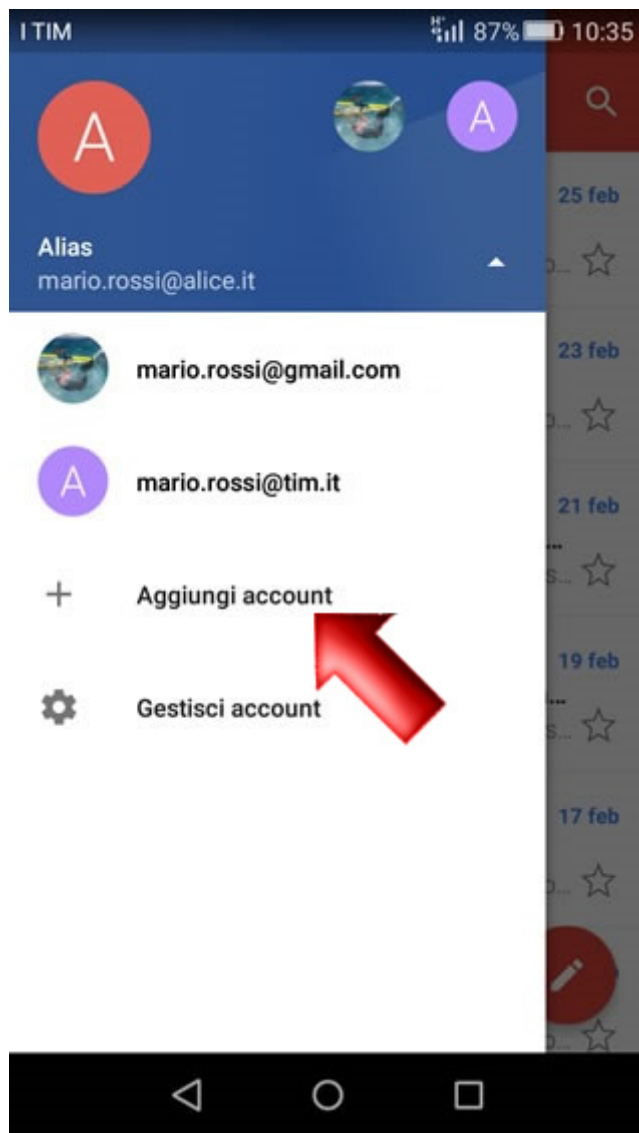 I TIM 87% 10:35
A A
Alias
mario.rossi@alice.it
mario.rossi@gmail.com
A mario.rossi@tim.it
Aggiungi account
Gestisci account
25 feb
23 feb
21 feb
19 feb
17 feb